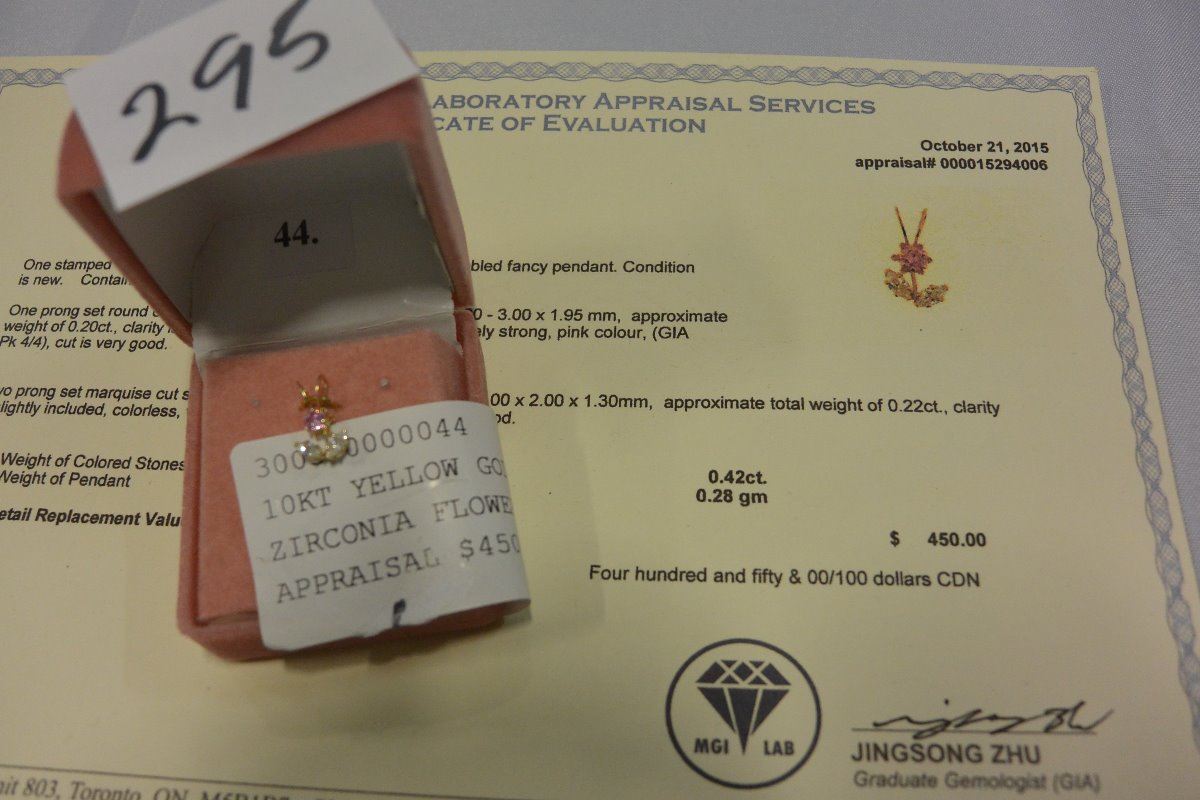 295
LABORATORY APPRAISAL SERVICES
CATE OF EVALUATION
October 21, 2015
appraisal# 000015294006
44.
One stamped bled fancy pendant. Condition
is new. Contain
One prong set round 0 - 3.00 x 1.95 mm, approximate
weight of 0.20ct., clarity ely strong, pink colour, (GIA
Pk 4/4), cut is very good.
wo prong set marquise cut s 00 x 2.00 x 1.30mm, approximate total weight of 0.22ct., clarity
lightly included, colorless, od.
Weight of Colored Stones 0.42ct.
Weight of Pendant 0.28 gm
etail Replacement Valu $ 450.00
Four hundred and fifty & 00/100 dollars CDN
0000044
10KT YELLOW GO
ZIRCONIA FLOWE
APPRAISAL $450
MGI LAB
JINGSONG ZHU
Graduate Gemologist (GIA)
nit 803, Toronto, ON